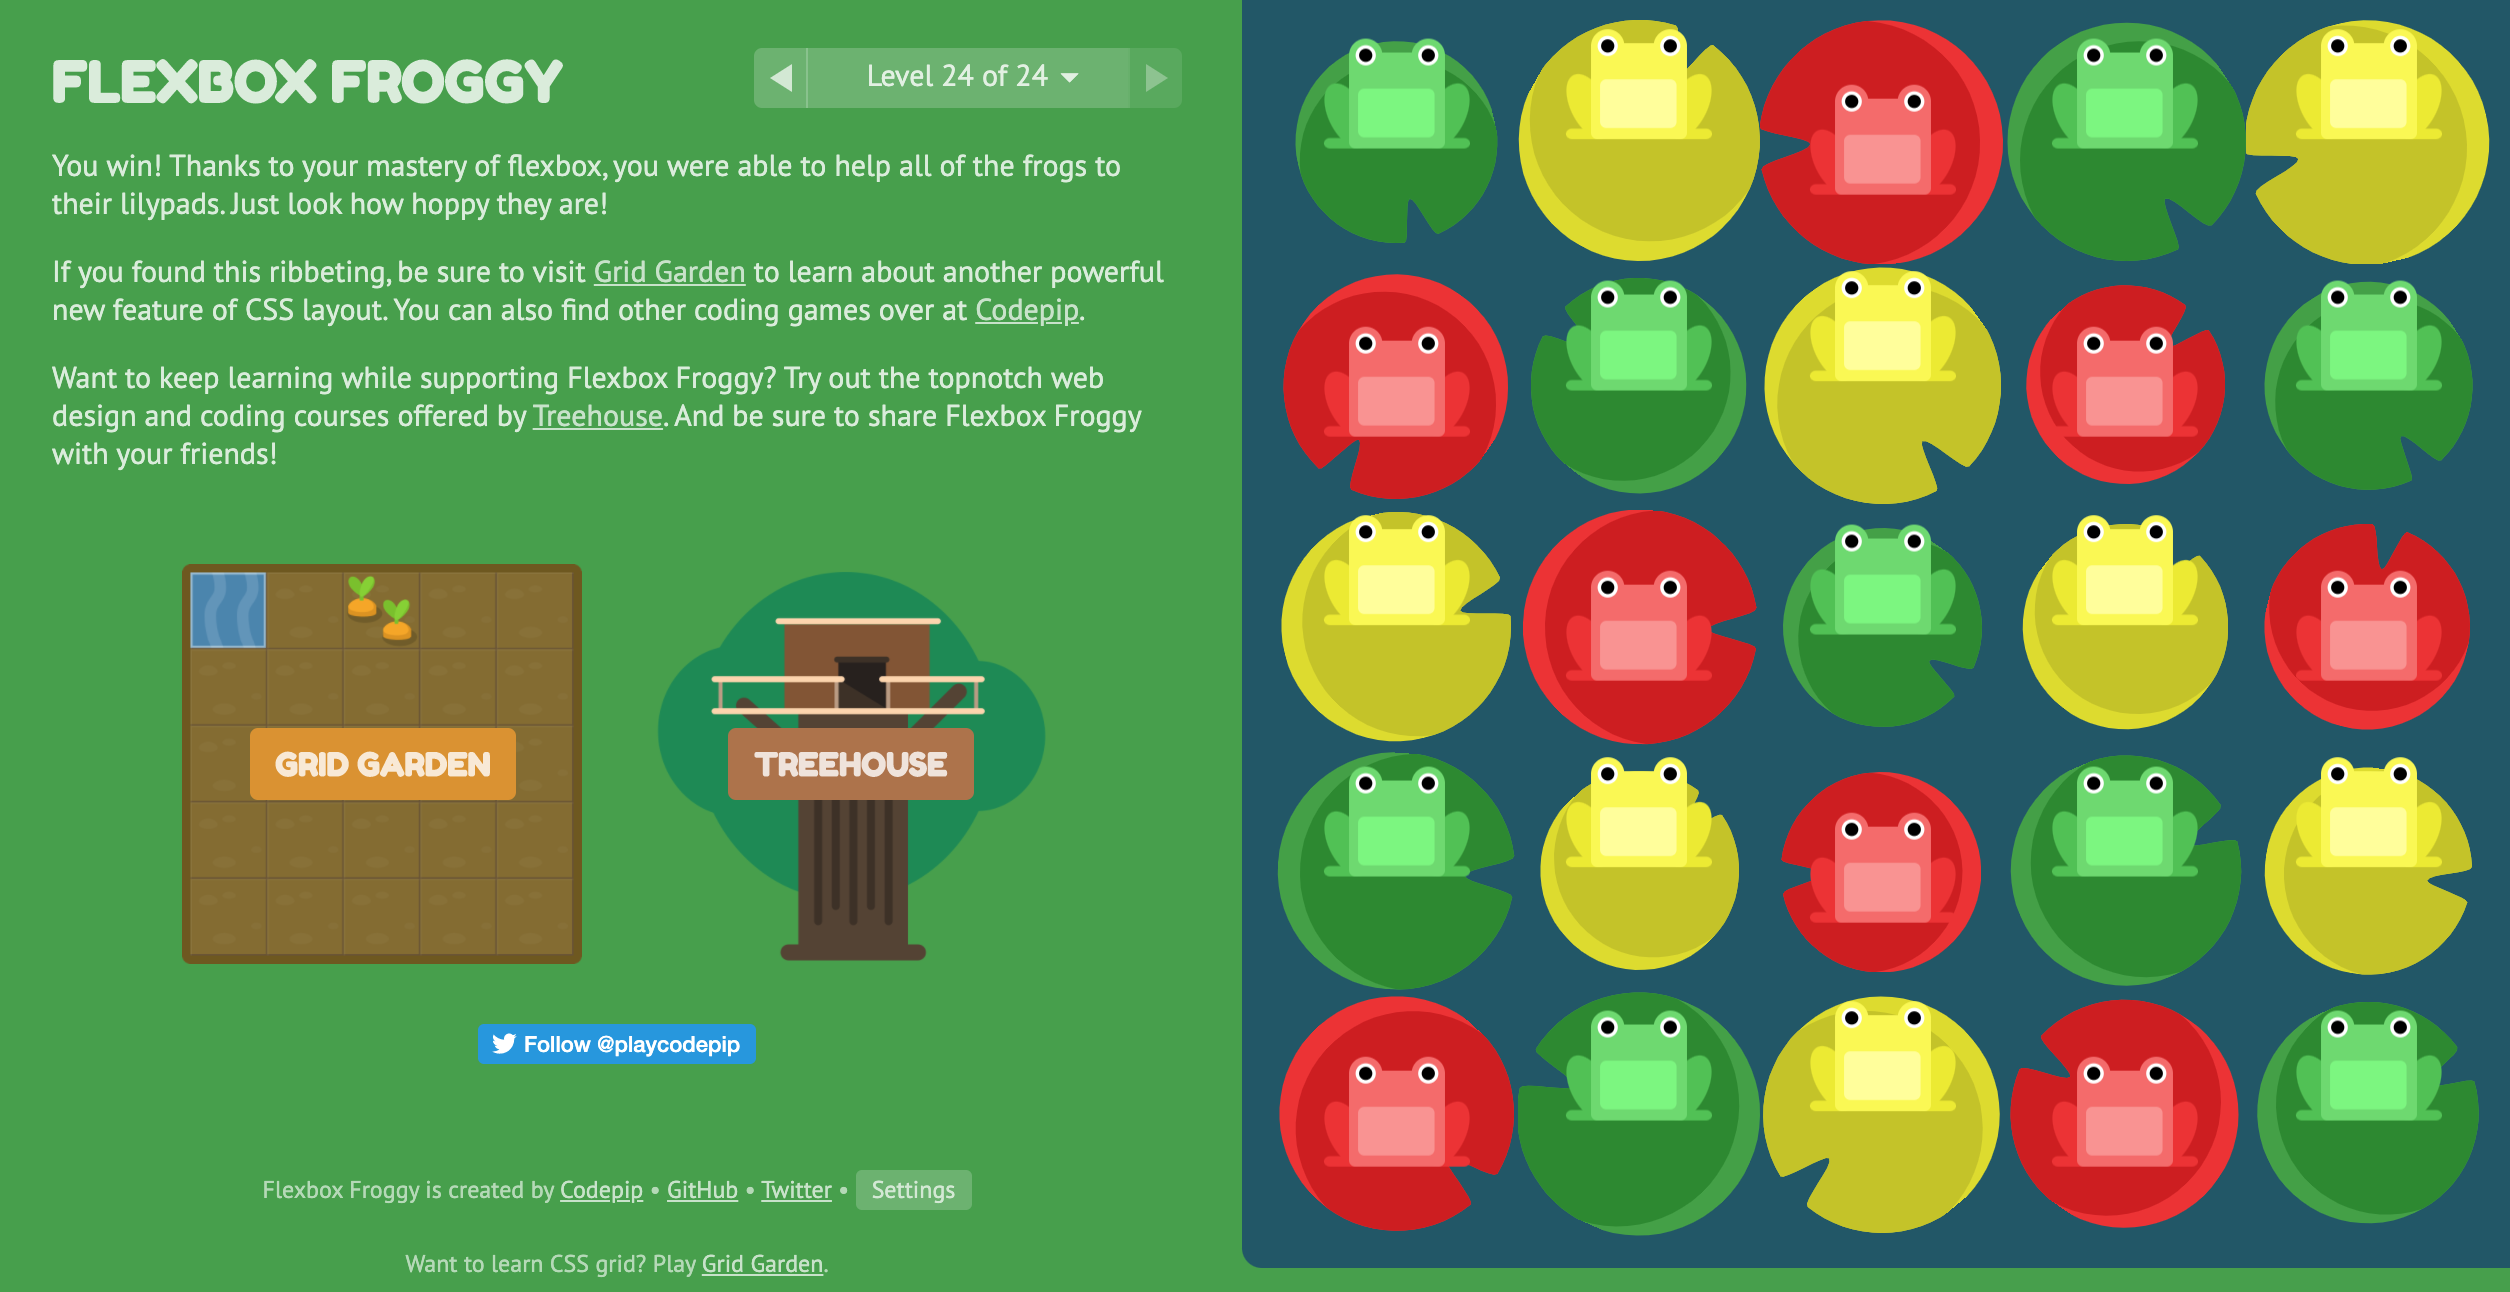 FLEXBOX FROGGY
Level 24 of 24
You win! Thanks to your mastery of flexbox, you were able to help all of the frogs to
their lilypads. Just look how hoppy they are!
If you found this ribbeting, be sure to visit Grid Garden to learn about another powerful
new feature of CSS layout. You can also find other coding games over at Codepip.
Want to keep learning while supporting Flexbox Froggy? Try out the topnotch web
design and coding courses offered by Treehouse. And be sure to share Flexbox Froggy
with your friends!
GRID GARDEN
TREEHOUSE
Follow @playcodepip
Flexbox Froggy is created by Codepip • GitHub • Twitter • Settings
Want to learn CSS grid? Play Grid Garden.